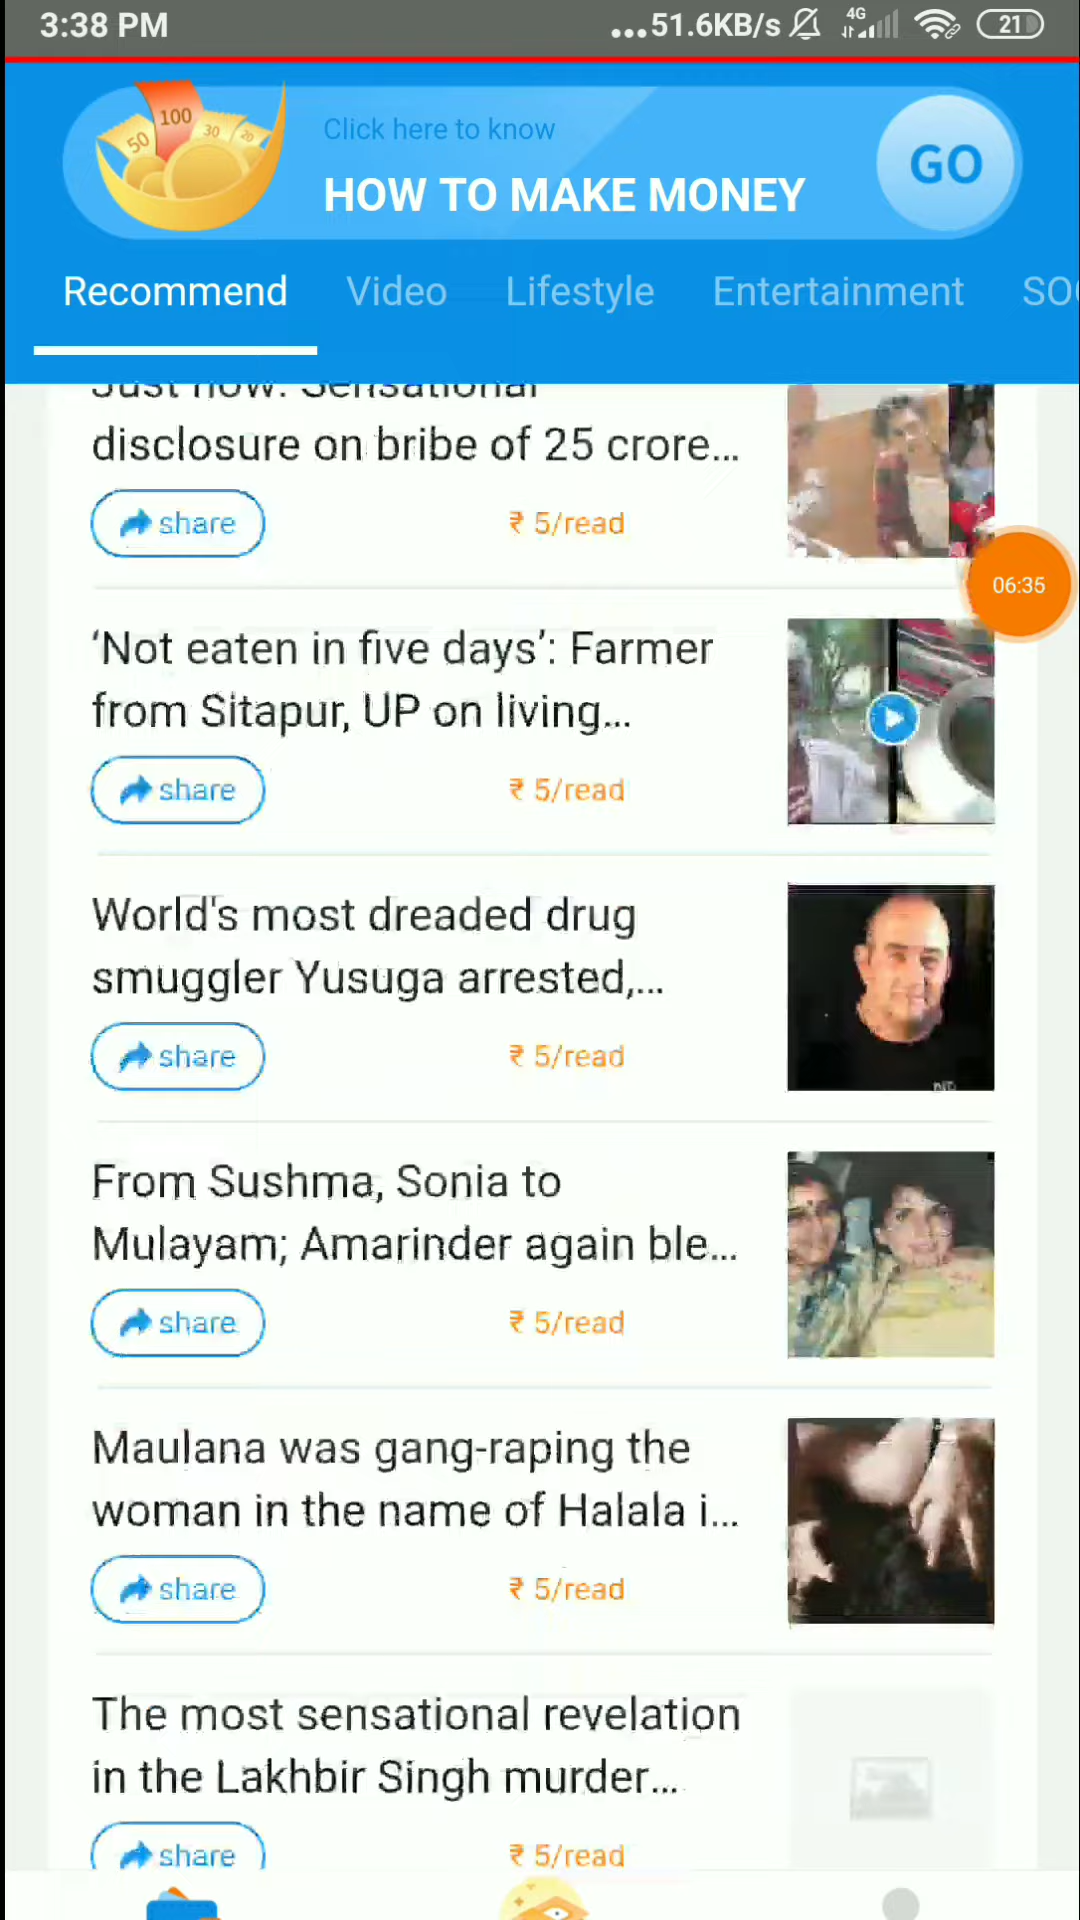 3:38 PM
...51.6KB/s
4G
21
100
50
30
20
Click here to know
HOW TO MAKE MONEY
GO
Recommend
Video
Lifestyle
Entertainment
Just now: Sensational
disclosure on bribe of 25 crore...
share
₹ 5/read
06:35
‘Not eaten in five days’: Farmer
from Sitapur, UP on living...
share
₹ 5/read
World's most dreaded drug
smuggler Yusuga arrested,...
share
₹ 5/read
From Sushma, Sonia to
Mulayam; Amarinder again ble...
share
₹ 5/read
Maulana was gang-raping the
woman in the name of Halala i...
share
₹ 5/read
The most sensational revelation
in the Lakhbir Singh murder...
share
₹ 5/read